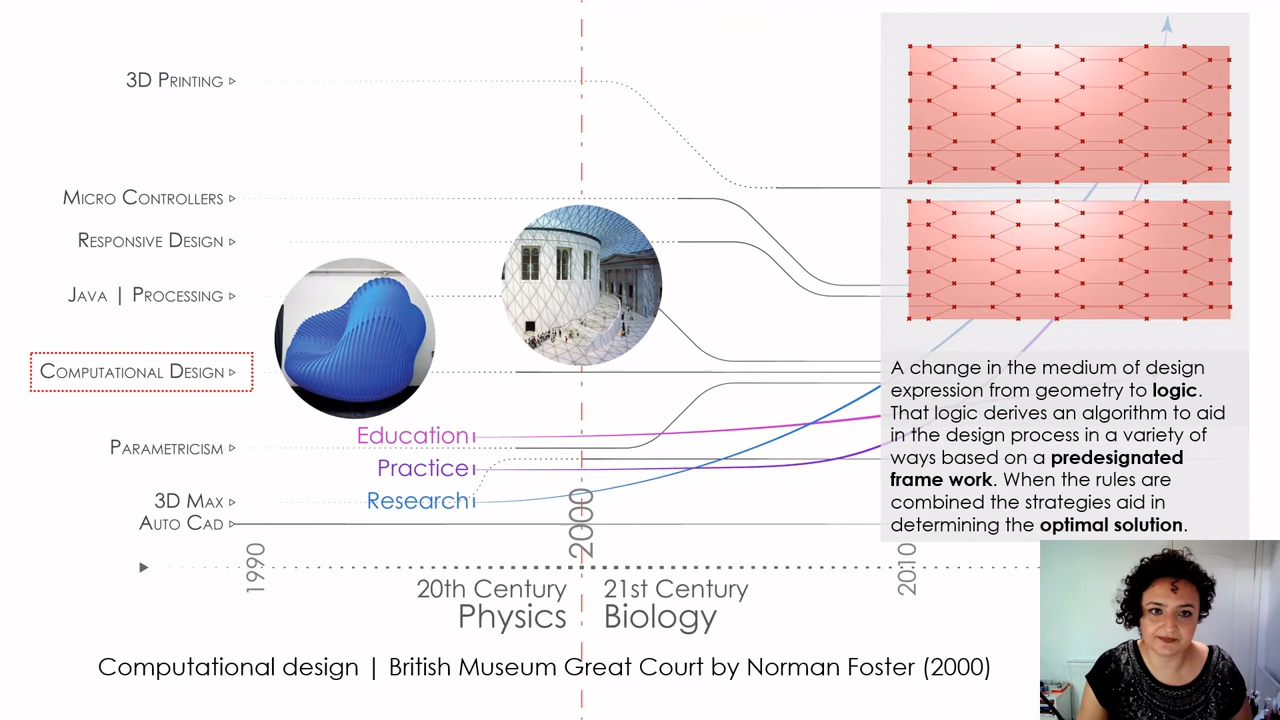 3D Printing
Micro Controllers
Responsive Design
Java | Processing
Computational Design
Parametricism
3D Max
Auto Cad
Education
Practice
Research
1990
2000
2010
20th Century
Physics
21st Century
Biology
A change in the medium of design
expression from geometry to logic.
That logic derives an algorithm to aid
in the design process in a variety of
ways based on a predesignated
frame work. When the rules are
combined the strategies aid in
determining the optimal solution.
Computational design | British Museum Great Court by Norman Foster (2000)